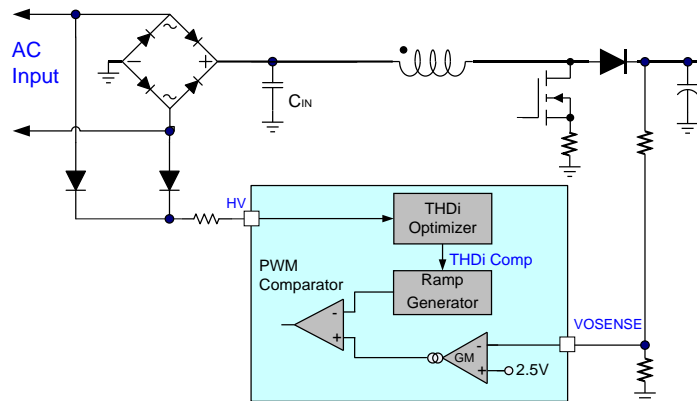 AC
Input
~
−
+
~
CIN
HV
THDi
Optimizer
THDi Comp
PWM
Comparator
Ramp
Generator
-
+
GM
-
+
2.5V
VOSENSE